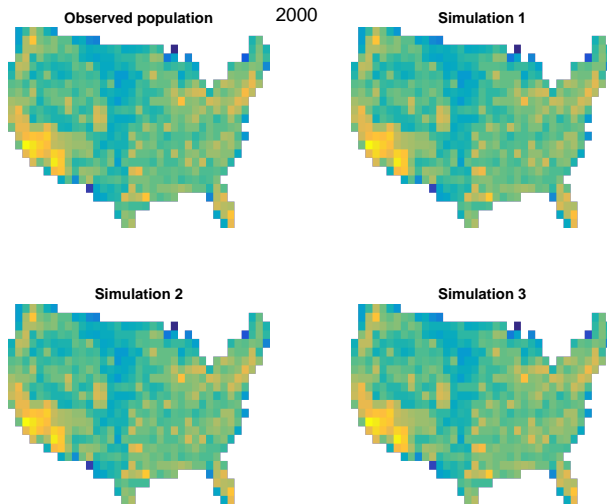 Observed population
2000
Simulation 1
Simulation 2
Simulation 3